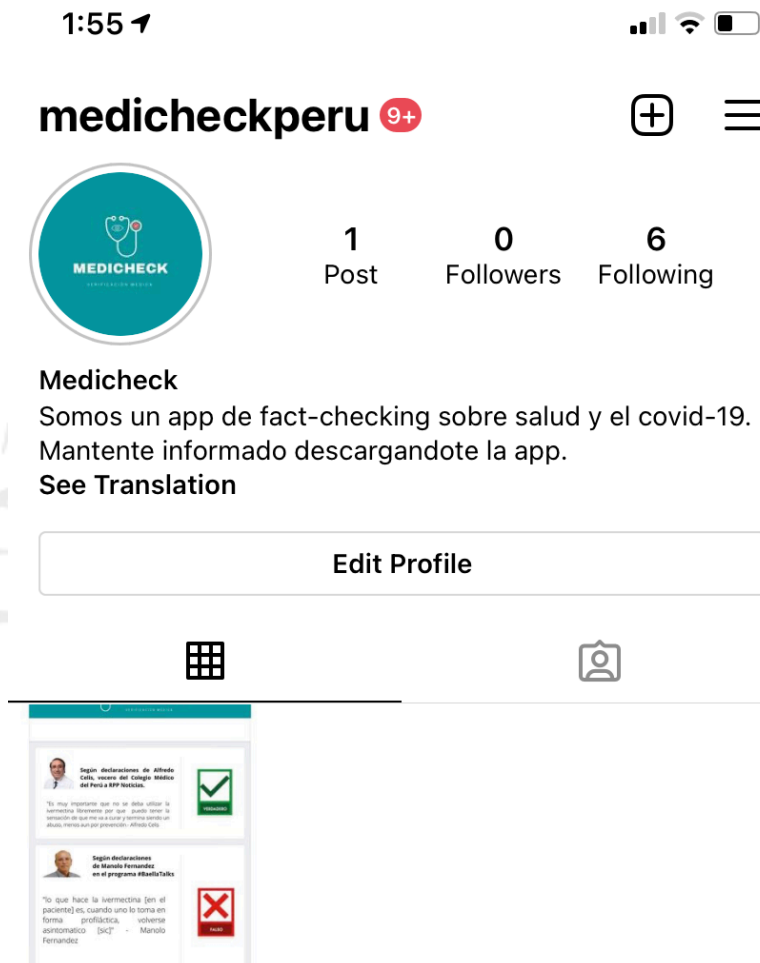 1:55
medicheckperu 9+
MEDICHECK
VERIFICACIÓN MÉDICA
1 0 6
Post Followers Following
Medicheck
Somos un app de fact-checking sobre salud y el covid-19.
Mantente informado descargandote la app.
See Translation
Edit Profile
VERIFICACIÓN MÉDICA
Según declaraciones de Alfredo
Celis, vocero del Colegio Médico
del Perú a RPP Noticias.
"Es muy importante que no se deba utilizar la
ivermectina libremente por que puedo tener la
sensación de que me va a curar y termina siendo un
abuso, menos aun por prevención.- Alfredo Celis
VERDADERO
Según declaraciones
de Manolo Fernandez
en el programa #BaellaTalks
"lo que hace la ivermectina [en el
paciente] es, cuando uno lo toma en
forma profiláctica, volverse
asintomatico [sic]" - Manolo
Fernandez
FALSO